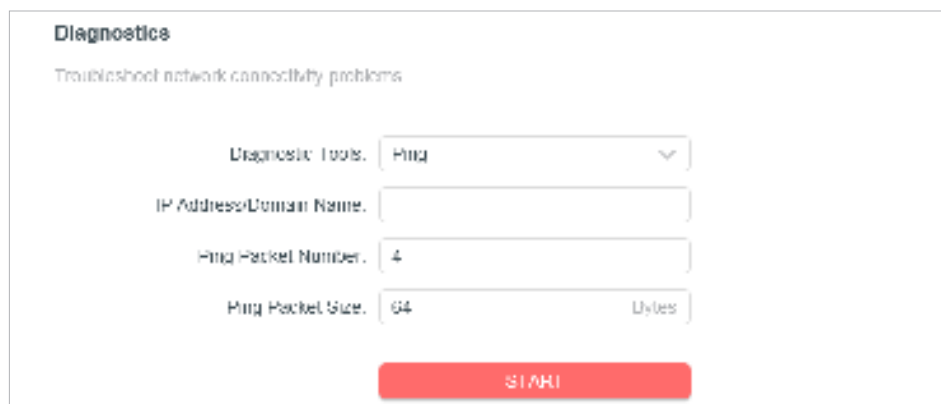 Diagnostics
Troubleshoot network connectivity problems
Diagnostic Tools: Ping
IP Address/Domain Name:
Ping Packet Number: 4
Ping Packet Size: 64 Bytes
START